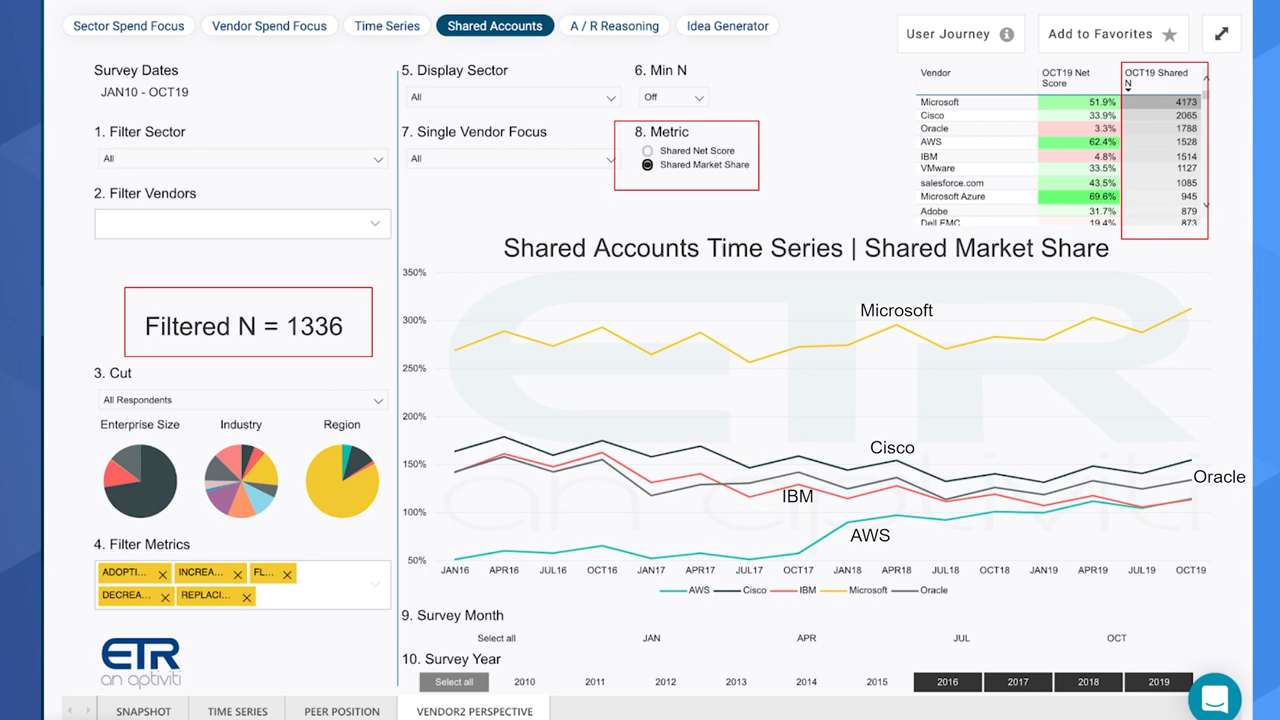 Sector Spend Focus
Vendor Spend Focus
Time Series
Shared Accounts
A / R Reasoning
Idea Generator
User Journey
Add to Favorites
Survey Dates
JAN10 - OCT19
1. Filter Sector
All
2. Filter Vendors
Filtered N = 1336
3. Cut
All Respondents
Enterprise Size Industry Region
4. Filter Metrics
ADOPTI... INCREA... FL...
DECREA... REPLACI...
ETR
an aptiviti
5. Display Sector
All
6. Min N
Off
7. Single Vendor Focus
All
8. Metric
Shared Net Score
Shared Market Share
Vendor OCT19 Net Score OCT19 Shared N
Microsoft 51.9% 4173
Cisco 33.9% 2065
Oracle 3.3% 1788
AWS 62.4% 1528
IBM 4.8% 1514
VMware 33.5% 1127
salesforce.com 43.5% 1085
Microsoft Azure 69.6% 945
Adobe 31.7% 879
Dell EMC 19.4% 873
Shared Accounts Time Series | Shared Market Share
350%
300%
250%
200%
150%
100%
50%
ETR
an aptiviti
Microsoft
Cisco
Oracle
IBM
AWS
JAN16 APR16 JUL16 OCT16 JAN17 APR17 JUL17 OCT17 JAN18 APR18 JUL18 OCT18 JAN19 APR19 JUL19 OCT19
AWS Cisco IBM Microsoft Oracle
9. Survey Month
Select all JAN APR JUL OCT
10. Survey Year
Select all 2010 2011 2012 2013 2014 2015 2016 2017 2018 2019
SNAPSHOT TIME SERIES PEER POSITION VENDOR2 PERSPECTIVE